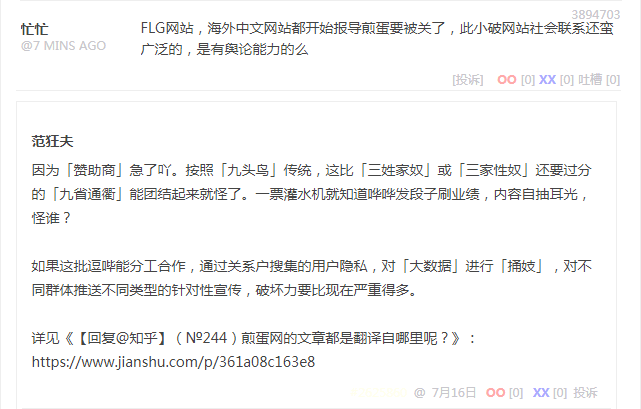 3894703
忙忙
@7 MINS AGO
FLG网站，海外中文网站都开始报导煎蛋要被关了，此小破网站社会联系还蛮
广泛的，是有舆论能力的么
[投诉] OO [0] XX [0] 吐槽 [0]
范狂夫
因为「赞助商」急了吖。按照「九头鸟」传统，这比「三姓家奴」或「三家性奴」还要过分
的「九省通衢」能团结起来就怪了。一票灌水机就知道哗哗发段子刷业绩，内容自抽耳光，
怪谁？
如果这批逗哔能分工合作，通过关系户搜集的用户隐私，对「大数据」进行「捅妓」，对不
同群体推送不同类型的针对性宣传，破坏力要比现在严重得多。
详见《【回复@知乎】（№244）煎蛋网的文章都是翻译自哪里呢？》：
https://www.jianshu.com/p/361a08c163e8
@ 7月16日 OO [0] XX [0] 投诉